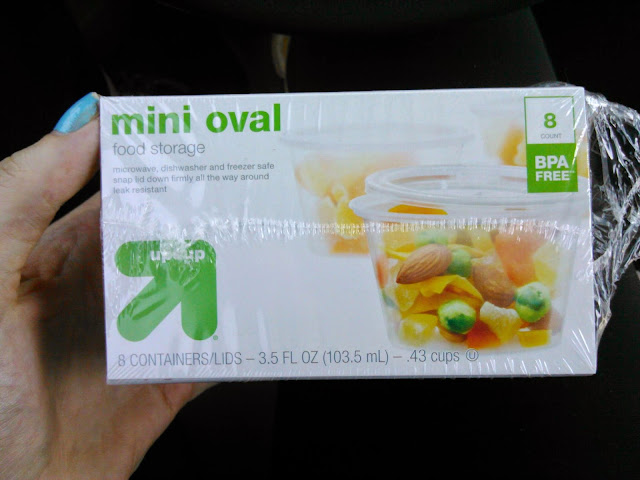 mini oval
food storage
microwave, dishwasher and freezer safe
snap lid down firmly all the way around
leak resistant
8
COUNT
BPA
FREE
up&up
8 CONTAINERS/LIDS – 3.5 FL OZ (103.5 mL) – .43 cups